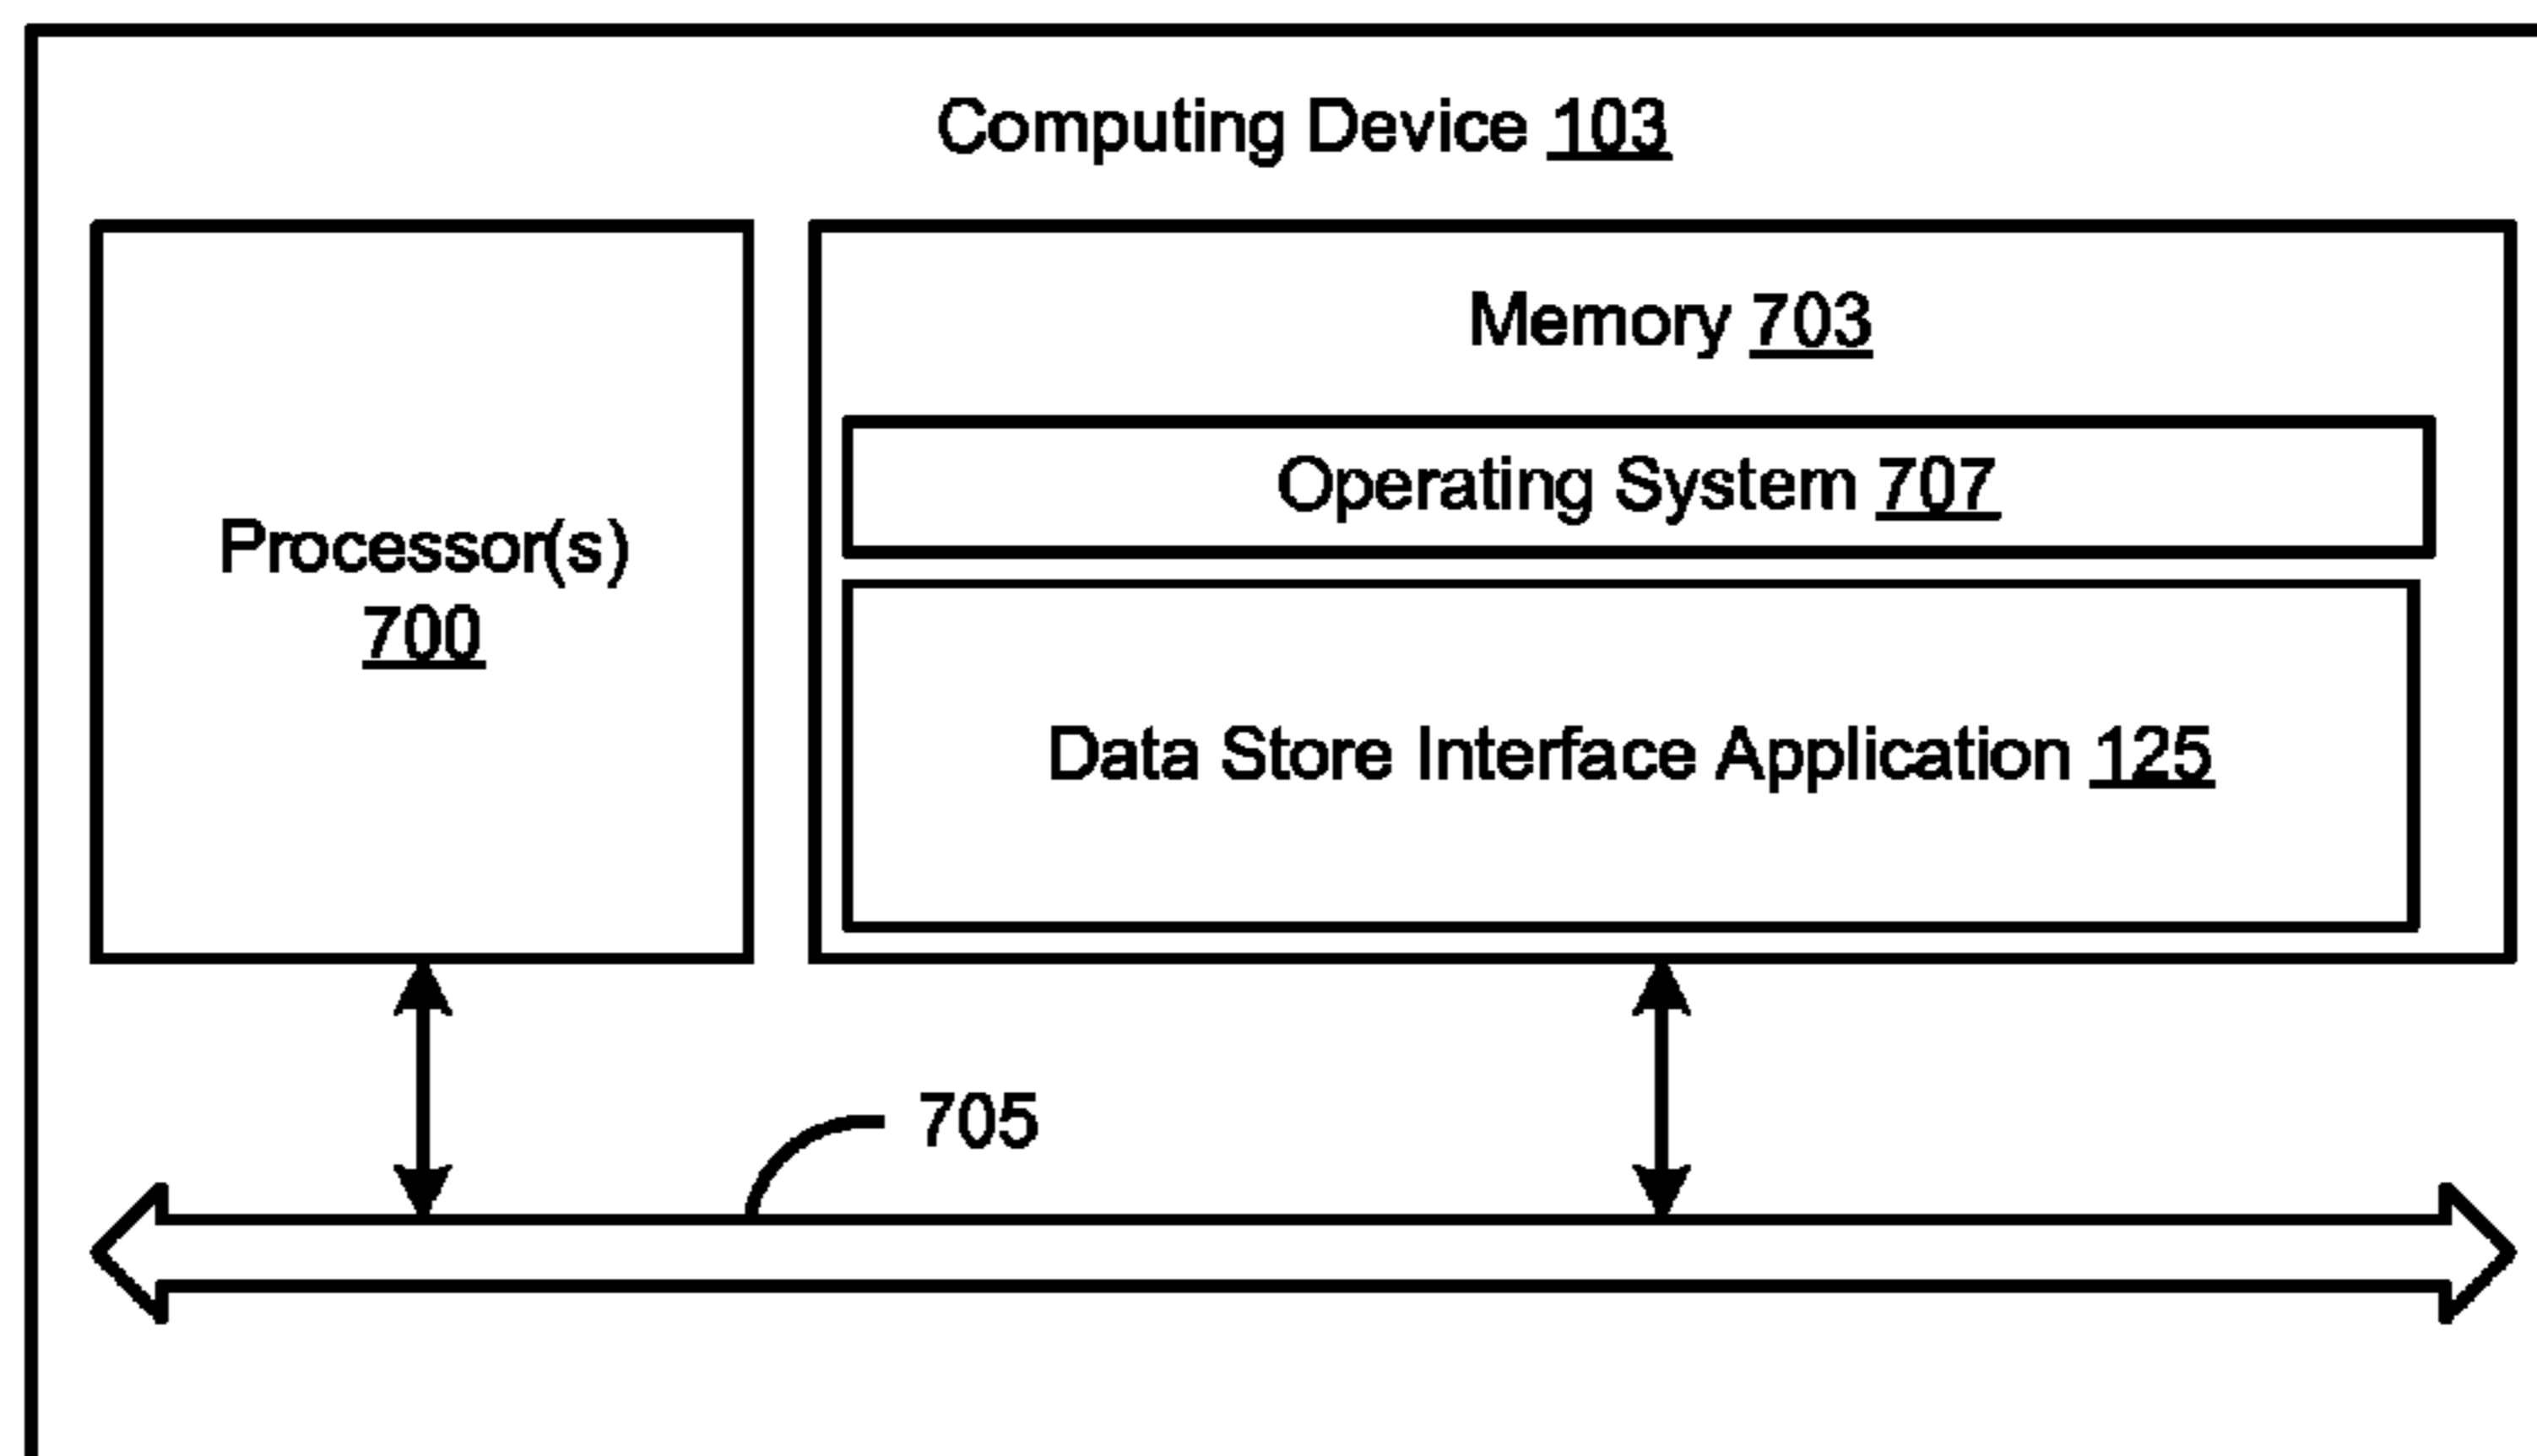 Computing Device 103
Processor(s)
700
Memory 703
Operating System 707
Data Store Interface Application 125
705